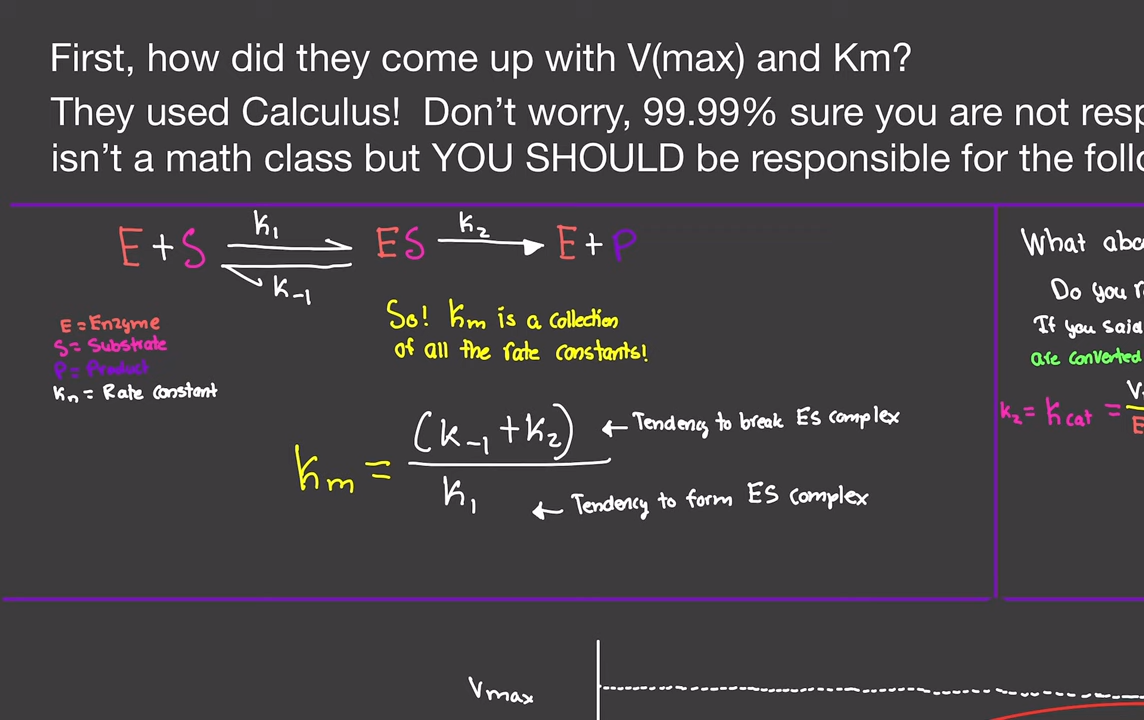 First, how did they come up with V(max) and Km?
They used Calculus!  Don't worry, 99.99% sure you are not resp
isn't a math class but YOU SHOULD be responsible for the follo
E + S  k₁  k₋₁  ES  k₂  E + P
What abo
Do you r
If you said
are converted
k₂ = kcat = V
E
E = Enzyme
S = Substrate
P = Product
kn = Rate constant
So! km is a collection
of all the rate constants!
km = (k₋₁ + k₂) / k₁
← Tendency to break ES complex
← Tendency to form ES complex
Vmax